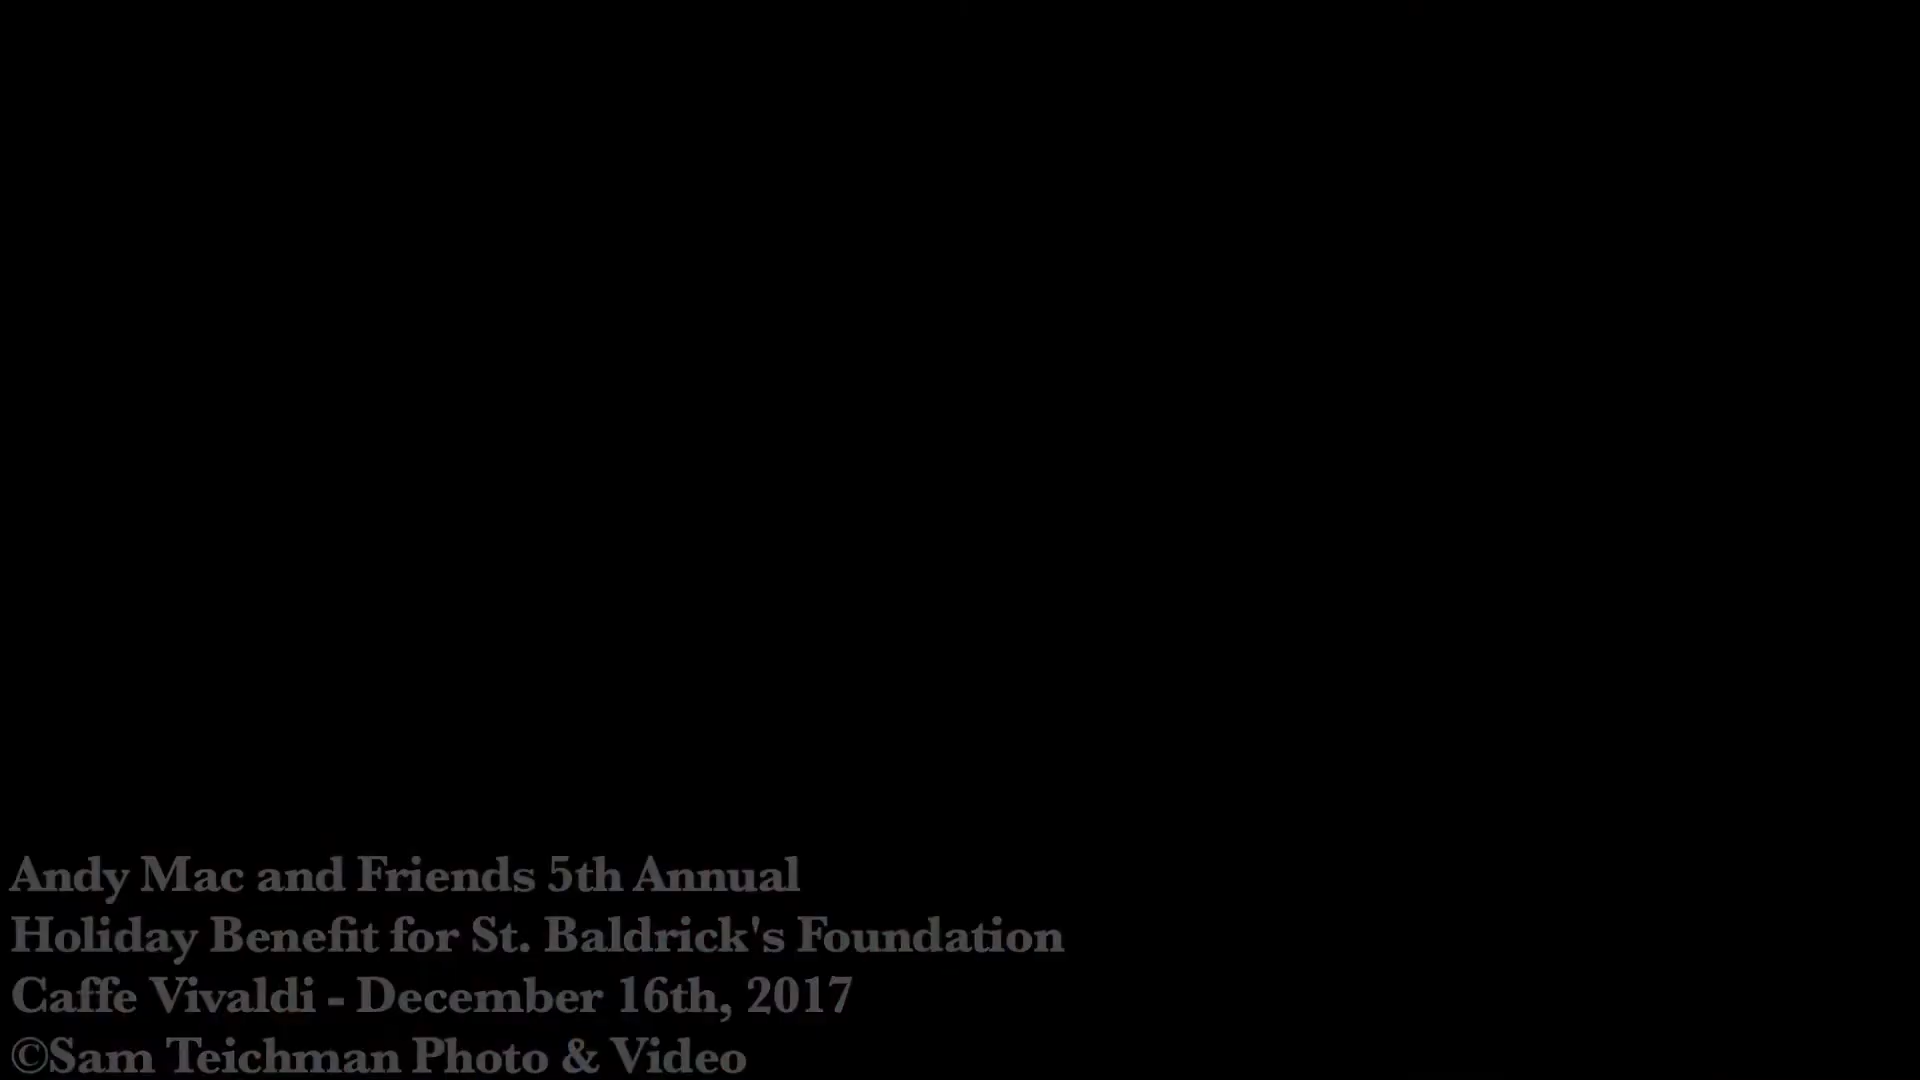 Andy Mac and Friends 5th Annual
Holiday Benefit for St. Baldrick's Foundation
Caffe Vivaldi - December 16th, 2017
©Sam Teichman Photo & Video